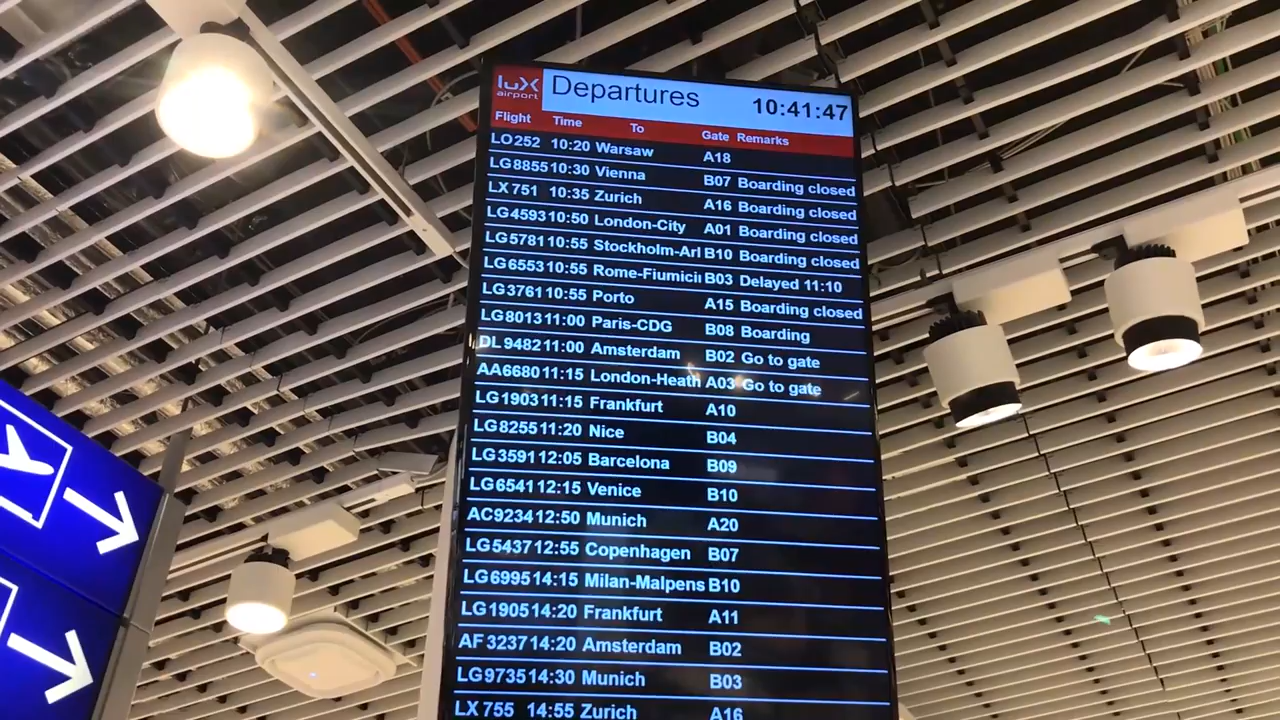 lux airport Departures 10:41:47
Flight Time To Gate Remarks
LO 252 10:20 Warsaw A18
LG8855 10:30 Vienna B07 Boarding closed
LX 751 10:35 Zurich A16 Boarding closed
LG4593 10:50 London-City A01 Boarding closed
LG5781 10:55 Stockholm-Arl B10 Boarding closed
LG6553 10:55 Rome-Fiumicii B03 Delayed 11:10
LG3761 10:55 Porto A15 Boarding closed
LG8013 11:00 Paris-CDG B08 Boarding
DL9482 11:00 Amsterdam B02 Go to gate
AA6680 11:15 London-Heath A03 Go to gate
LG1903 11:15 Frankfurt A10
LG8255 11:20 Nice B04
LG3591 12:05 Barcelona B09
LG6541 12:15 Venice B10
AC9234 12:50 Munich A20
LG5437 12:55 Copenhagen B07
LG6995 14:15 Milan-Malpens B10
LG1905 14:20 Frankfurt A11
AF3237 14:20 Amsterdam B02
LG9735 14:30 Munich B03
LX 755 14:55 Zurich A16